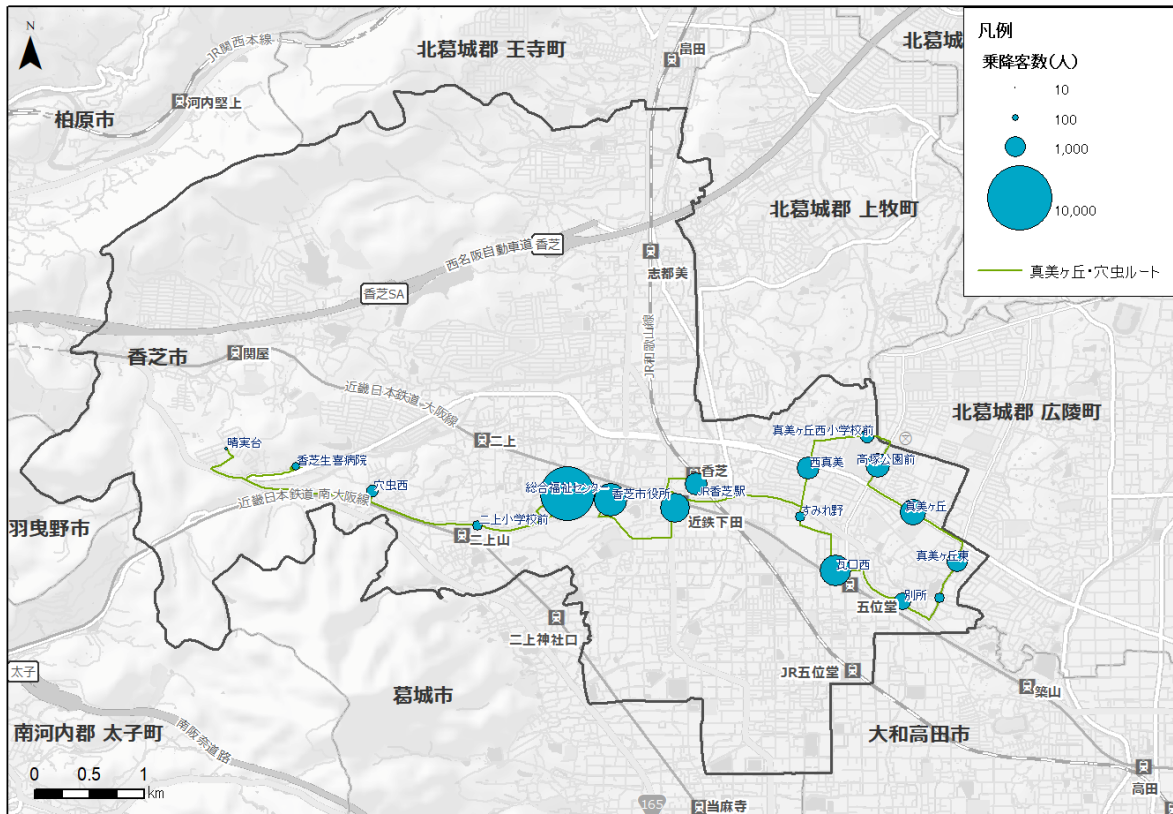 N
JR関西本線
北葛城郡 王寺町
北葛城
畠田
河内堅上
柏原市
凡例
乗降客数(人)
10
100
1,000
10,000
真美ヶ丘・穴虫ルート
北葛城郡 上牧町
西名阪自動車道
香芝
志都美
香芝SA
JR和歌山線
香芝市
関屋
近畿日本鉄道 大阪線
北葛城郡 広陵町
二上
真美ヶ丘西小学校前
晴実台
香芝生喜病院
西真美
高塚公園前
香芝
穴虫西
総合福祉センター
香芝市役所
JR香芝駅
近畿日本鉄道 南大阪線
二上小学校前
近鉄下田
すみれ野
真美ヶ丘
羽曳野市
二上山
真美ヶ丘東
瓦口西
五位堂
別所
二上神社口
太子
JR五位堂
築山
葛城市
南河内郡 太子町
南阪奈道路
大和高田市
0 0.5 1
km
高田
165
当麻寺